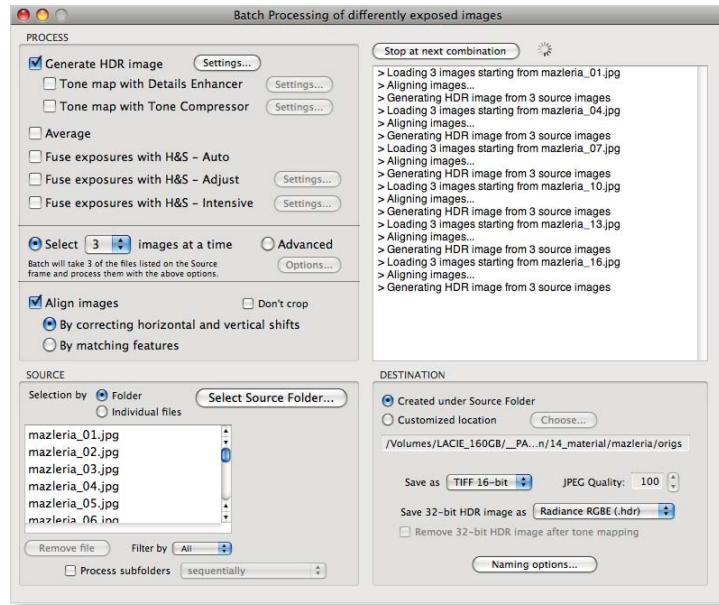 Batch Processing of differently exposed images
PROCESS
Generate HDR image Settings...
Tone map with Details Enhancer Settings...
Tone map with Tone Compressor Settings...
Average
Fuse exposures with H&S – Auto
Fuse exposures with H&S – Adjust Settings...
Fuse exposures with H&S – Intensive Settings...
Select 3 images at a time Advanced
Batch will take 3 of the files listed on the Source
frame and process them with the above options.
Options...
Align images Don't crop
By correcting horizontal and vertical shifts
By matching features
Stop at next combination
> Loading 3 images starting from mazleria_01.jpg
> Aligning images...
> Generating HDR image from 3 source images
> Loading 3 images starting from mazleria_04.jpg
> Aligning images...
> Generating HDR image from 3 source images
> Loading 3 images starting from mazleria_07.jpg
> Aligning images...
> Generating HDR image from 3 source images
> Loading 3 images starting from mazleria_10.jpg
> Aligning images...
> Generating HDR image from 3 source images
> Loading 3 images starting from mazleria_13.jpg
> Aligning images...
> Generating HDR image from 3 source images
> Loading 3 images starting from mazleria_16.jpg
> Aligning images...
> Generating HDR image from 3 source images
SOURCE
Selection by Folder Select Source Folder...
Individual files
mazleria_01.jpg
mazleria_02.jpg
mazleria_03.jpg
mazleria_04.jpg
mazleria_05.jpg
mazleria_06.jpg
Remove file Filter by All
Process subfolders sequentially
DESTINATION
Created under Source Folder
Customized location Choose...
/Volumes/LACIE_160GB/__PA...n/14_material/mazleria/origs
Save as TIFF 16-bit JPEG Quality: 100
Save 32-bit HDR image as Radiance RGBE (.hdr)
Remove 32-bit HDR image after tone mapping
Naming options...